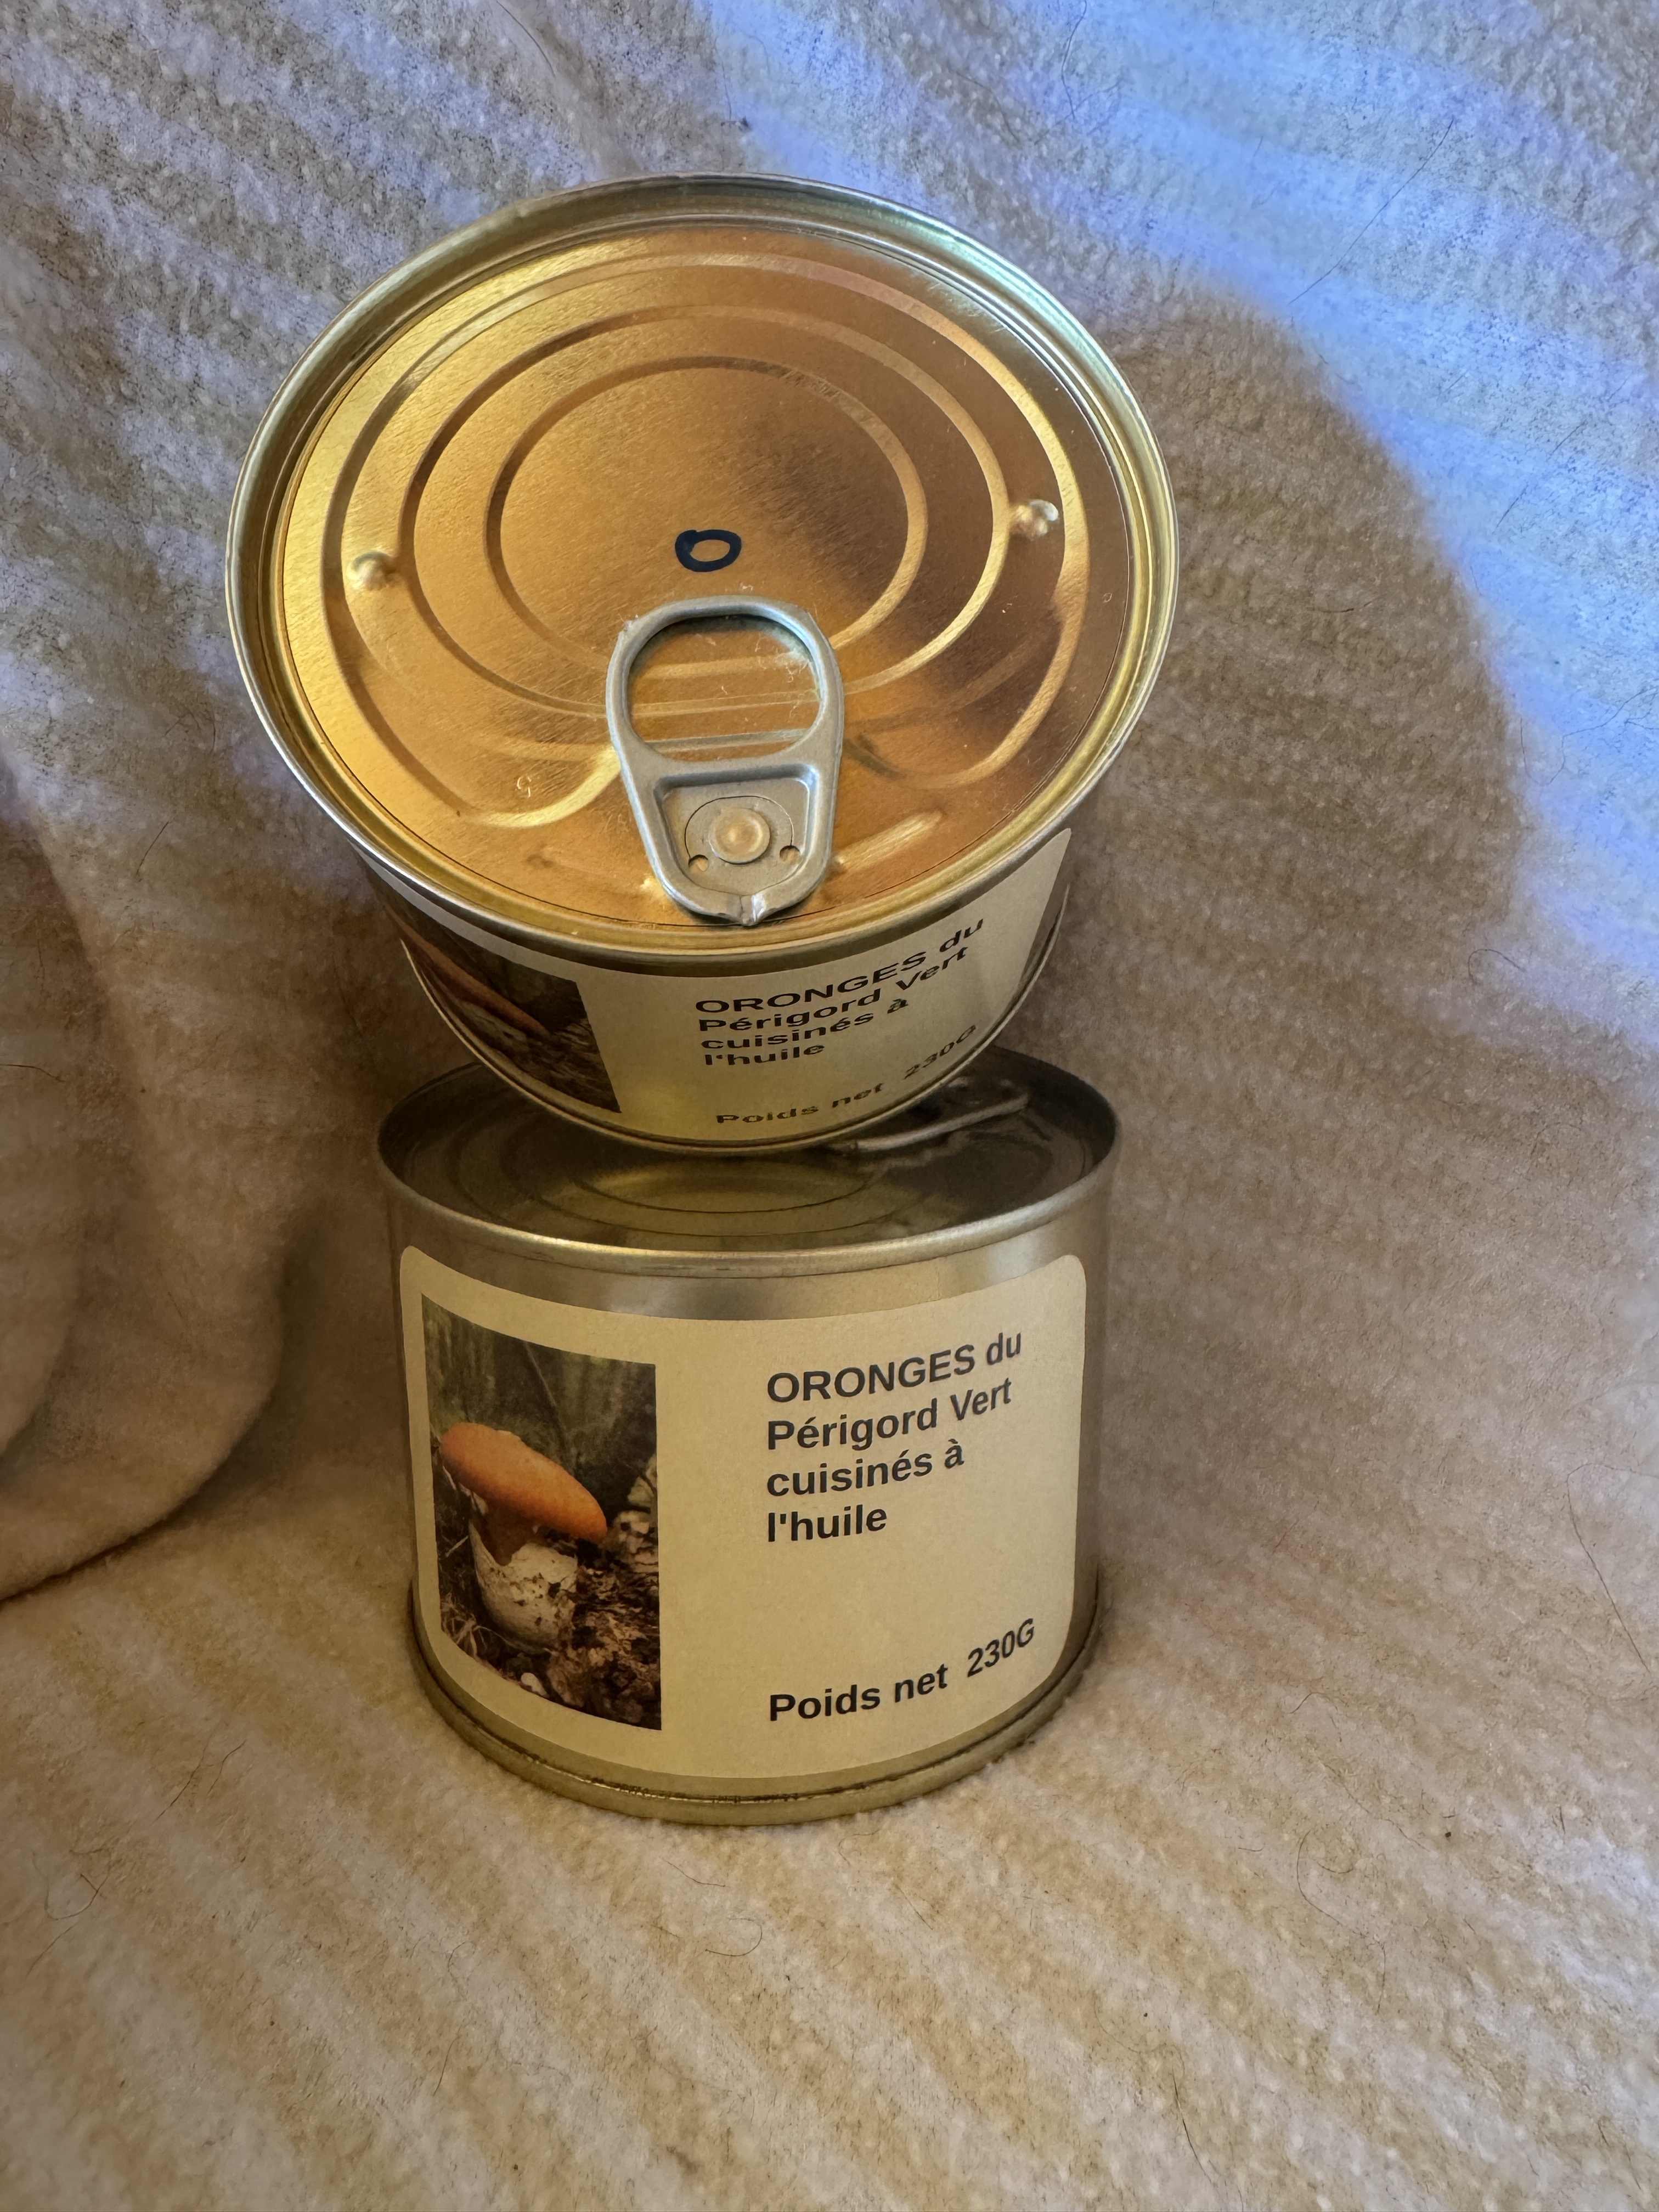 O
ORONGES du
Périgord Vert
cuisinés à
l'huile
Poids net 230G
ORONGES du
Périgord Vert
cuisinés à
l'huile
Poids net 230G